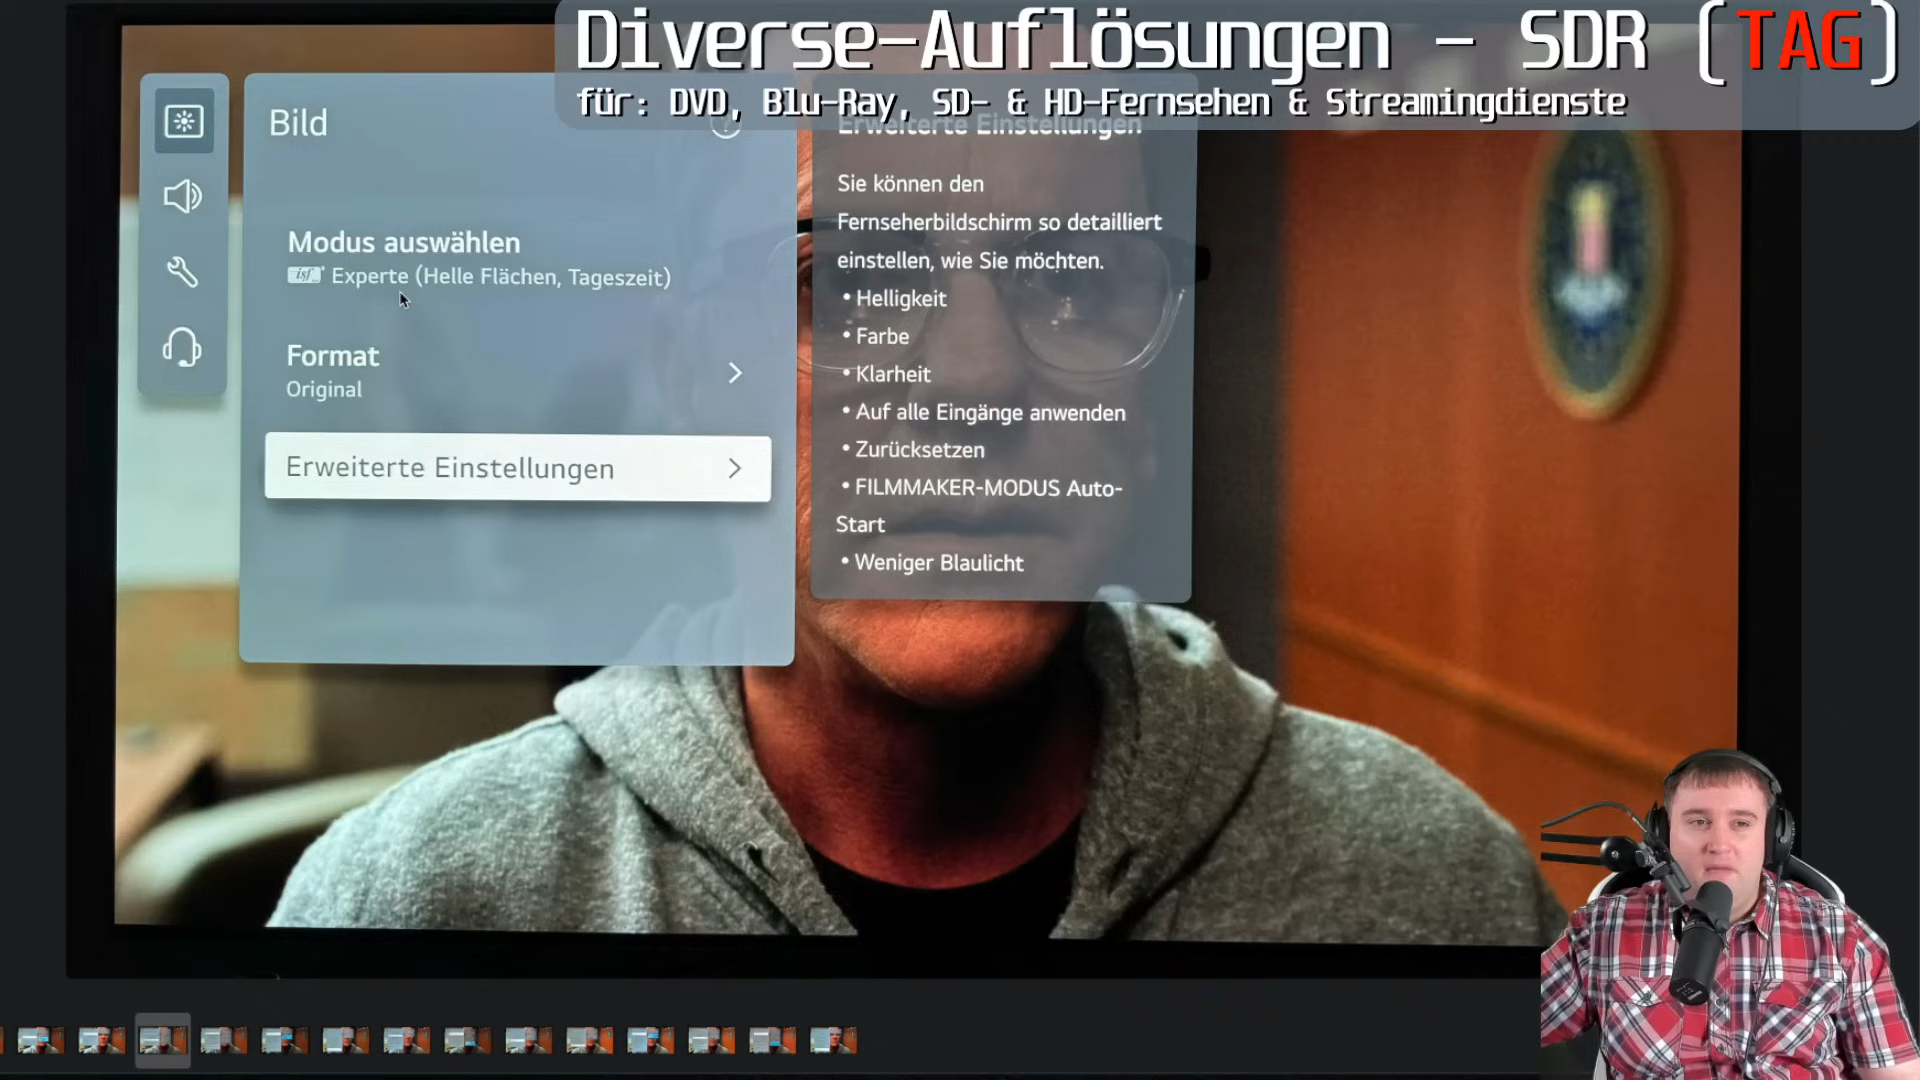 Diverse-Auflösungen - SDR (TAG)
für: DVD, Blu-Ray, SD- & HD-Fernsehen & Streamingdienste
Bild
?
Modus auswählen
isf Experte (Helle Flächen, Tageszeit)
Format
Original
Erweiterte Einstellungen
Erweiterte Einstellungen
Sie können den
Fernseherbildschirm so detailliert
einstellen, wie Sie möchten.
• Helligkeit
• Farbe
• Klarheit
• Auf alle Eingänge anwenden
• Zurücksetzen
• FILMMAKER-MODUS Auto-
Start
• Weniger Blaulicht